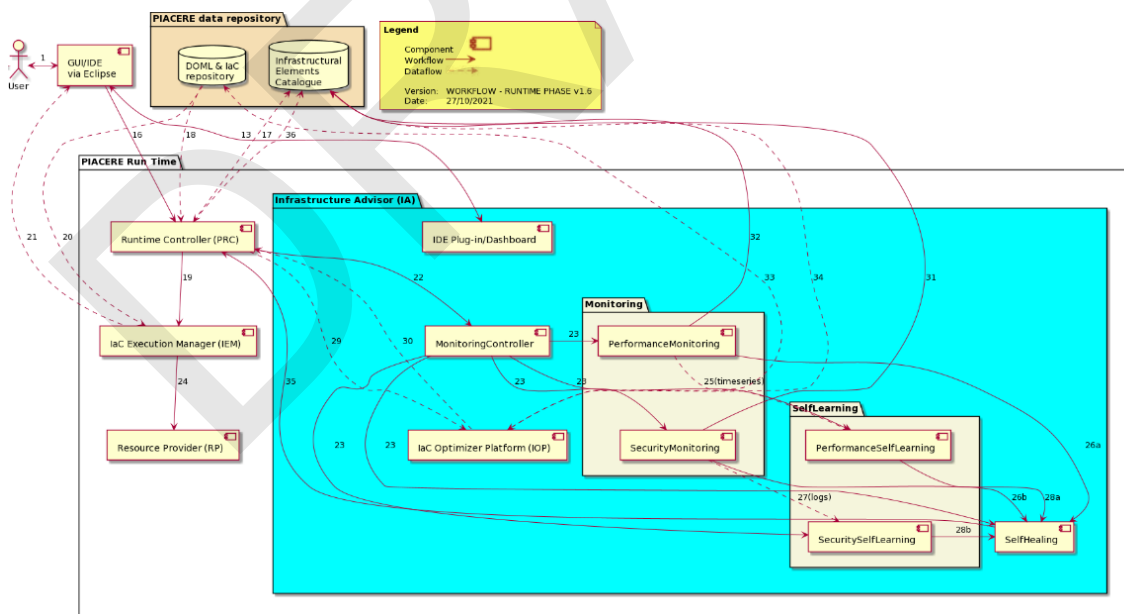 PIACERE data repository
DOML & IaC
repository
Infrastructural
Elements
Catalogue
Legend
Component
Workflow
Dataflow
Version: WORKFLOW - RUNTIME PHASE v1.6
Date: 27/10/2021
User
1
GUI/IDE
via Eclipse
16
18
13
17
36
PIACERE Run Time
Infrastructure Advisor (IA)
Runtime Controller (PRC)
IDE Plug-in/Dashboard
21
20
32
33
34
31
19
22
Monitoring
IaC Execution Manager (IEM)
29
30
MonitoringController
23
PerformanceMonitoring
24
35
23
23
25(timeseries)
SelfLearning
Resource Provider (RP)
23
23
IaC Optimizer Platform (IOP)
SecurityMonitoring
PerformanceSelfLearning
26a
27(logs)
26b
28a
SecuritySelfLearning
28b
SelfHealing